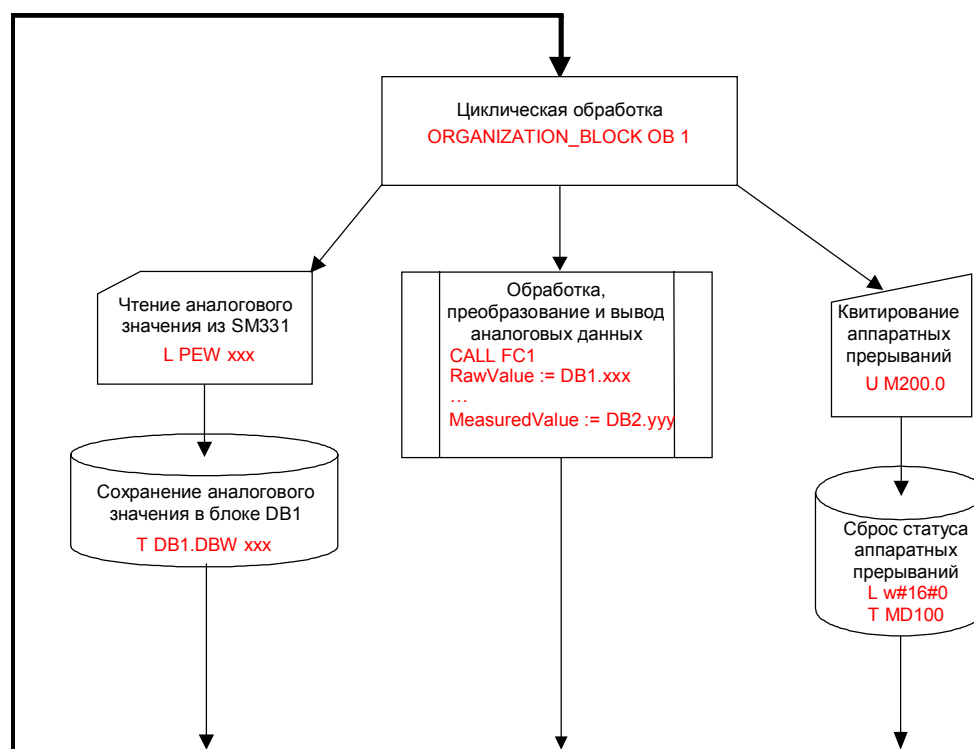 Циклическая обработка
ORGANIZATION_BLOCK OB 1
Чтение аналогового
значения из SM331
L PEW xxx
Сохранение аналогового
значения в блоке DB1
T DB1.DBW xxx
Обработка,
преобразование и вывод
аналоговых данных
CALL FC1
RawValue := DB1.xxx
…
MeasuredValue := DB2.yyy
Квитирование
аппаратных
прерываний
U M200.0
Сброс статуса
аппаратных
прерываний
L w#16#0
T MD100